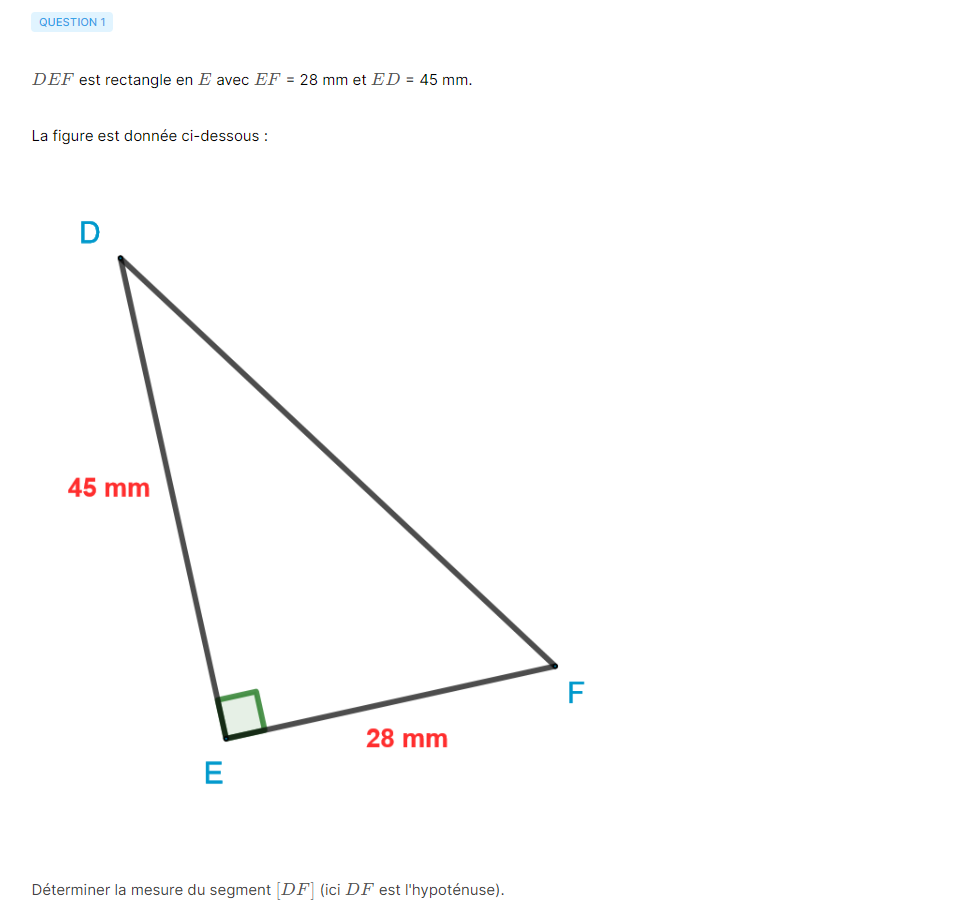 QUESTION 1
DEF est rectangle en E avec EF = 28 mm et ED = 45 mm.
La figure est donnée ci-dessous :
D
45 mm
F
28 mm
E
Déterminer la mesure du segment [DF] (ici DF est l'hypoténuse).